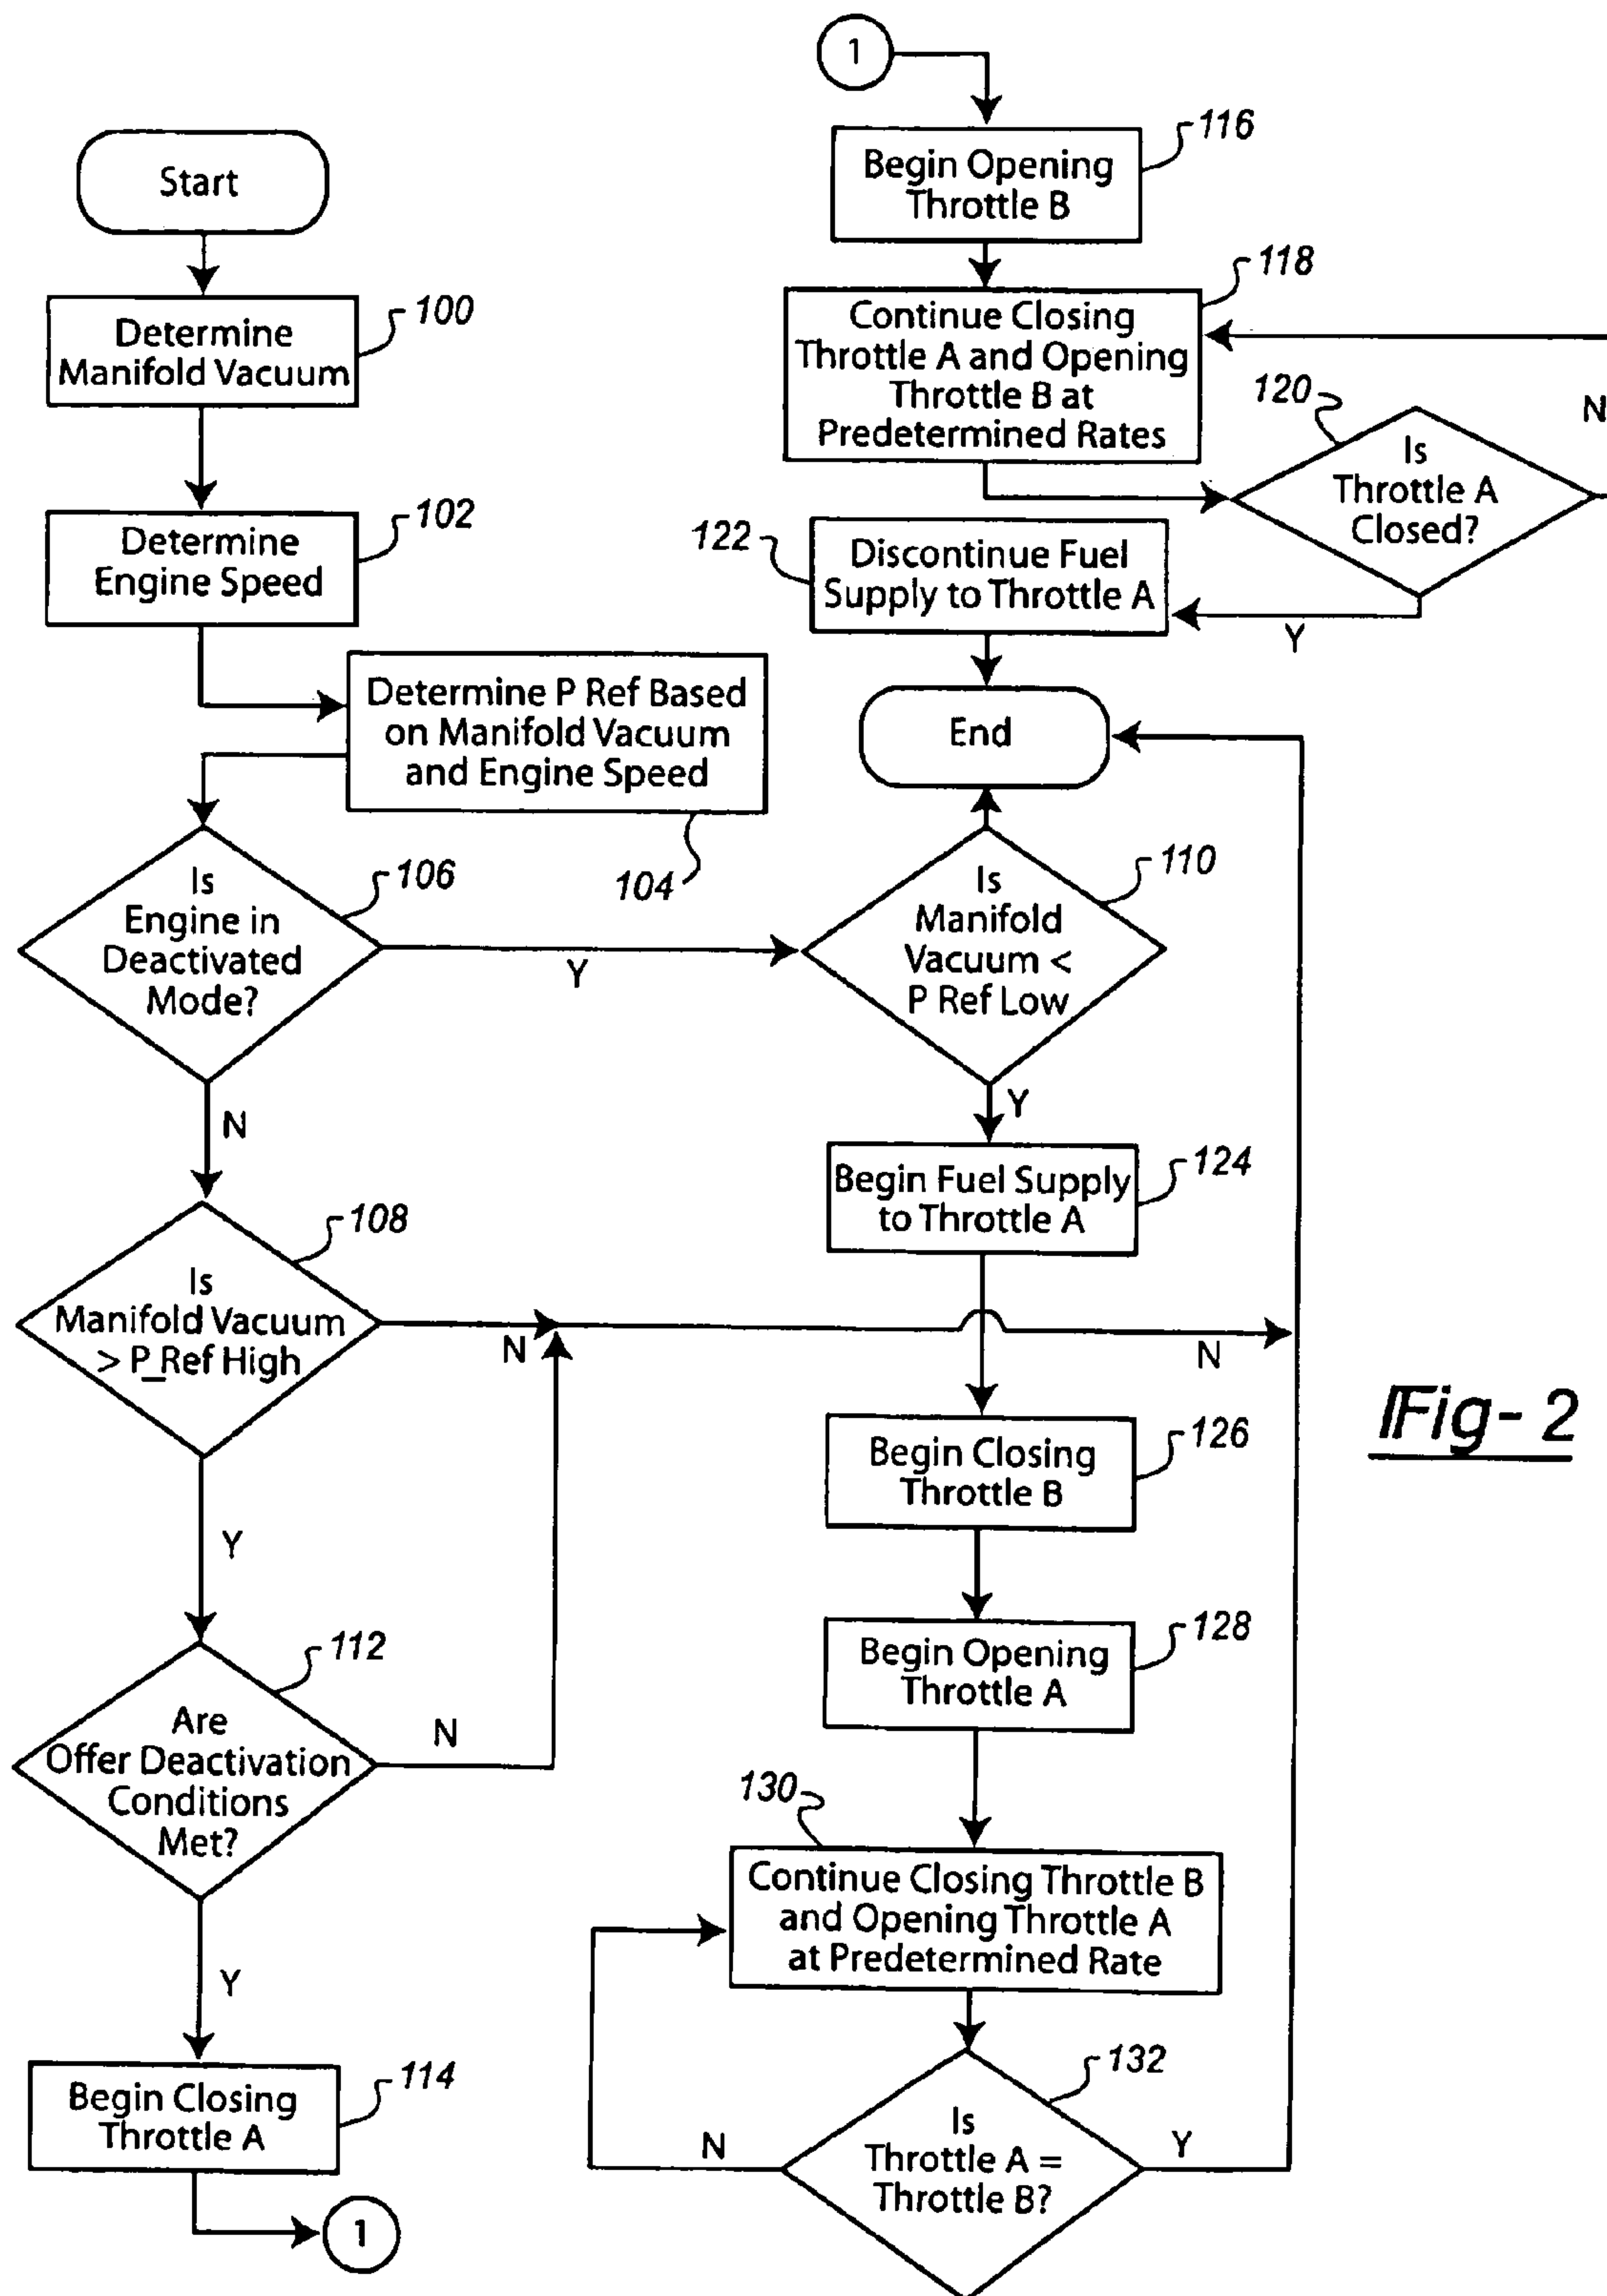 Start
100
Determine
Manifold Vacuum
102
Determine
Engine Speed
Determine P Ref Based
on Manifold Vacuum
and Engine Speed
104
106
Is
Engine in
Deactivated
Mode?
Y
N
108
Is
Manifold Vacuum
> P_Ref High
N
N
Y
112
Are
Offer Deactivation
Conditions
Met?
N
Y
114
Begin Closing
Throttle A
1
1
116
Begin Opening
Throttle B
118
Continue Closing
Throttle A and Opening
Throttle B at
Predetermined Rates
120
Is
Throttle A
Closed?
N
Y
122
Discontinue Fuel
Supply to Throttle A
End
110
Is
Manifold
Vacuum <
P Ref Low
Y
124
Begin Fuel Supply
to Throttle A
126
Begin Closing
Throttle B
128
Begin Opening
Throttle A
130
Continue Closing Throttle B
and Opening Throttle A
at Predetermined Rate
132
Is
Throttle A =
Throttle B?
N
Y
Fig-2